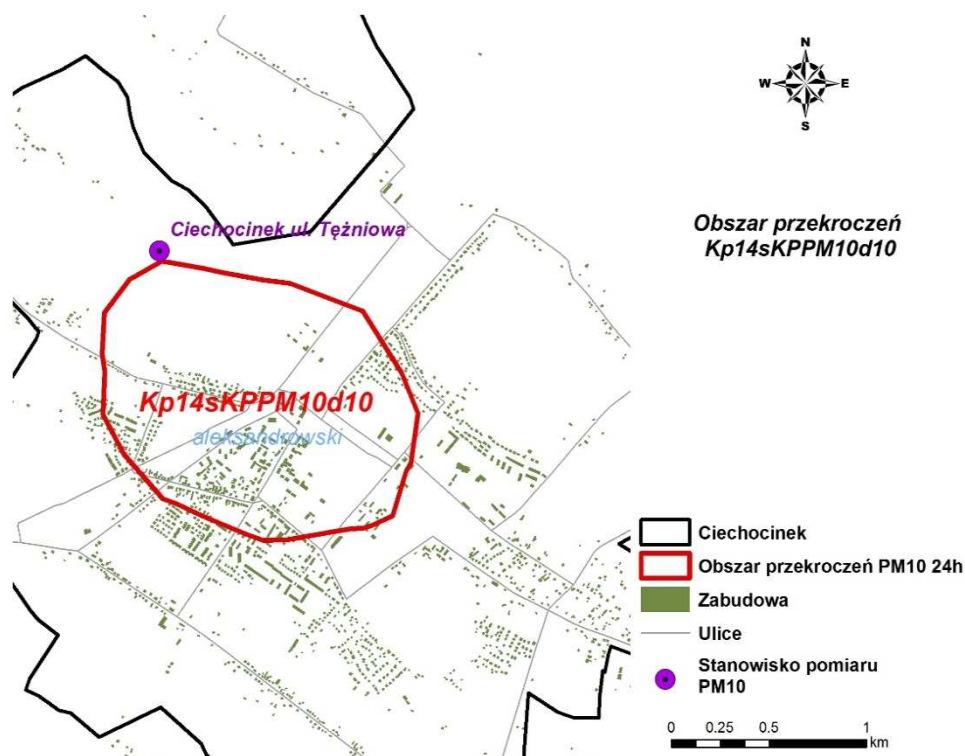 N
W E
S
Ciechocinek ul. Tężniowa
Obszar przekroczeń
Kp14sKPPM10d10
Kp14sKPPM10d10
aleksandrowski
Ciechocinek
Obszar przekroczeń PM10 24h
Zabudowa
Ulice
Stanowisko pomiaru
PM10
0 0.25 0.5 1
km